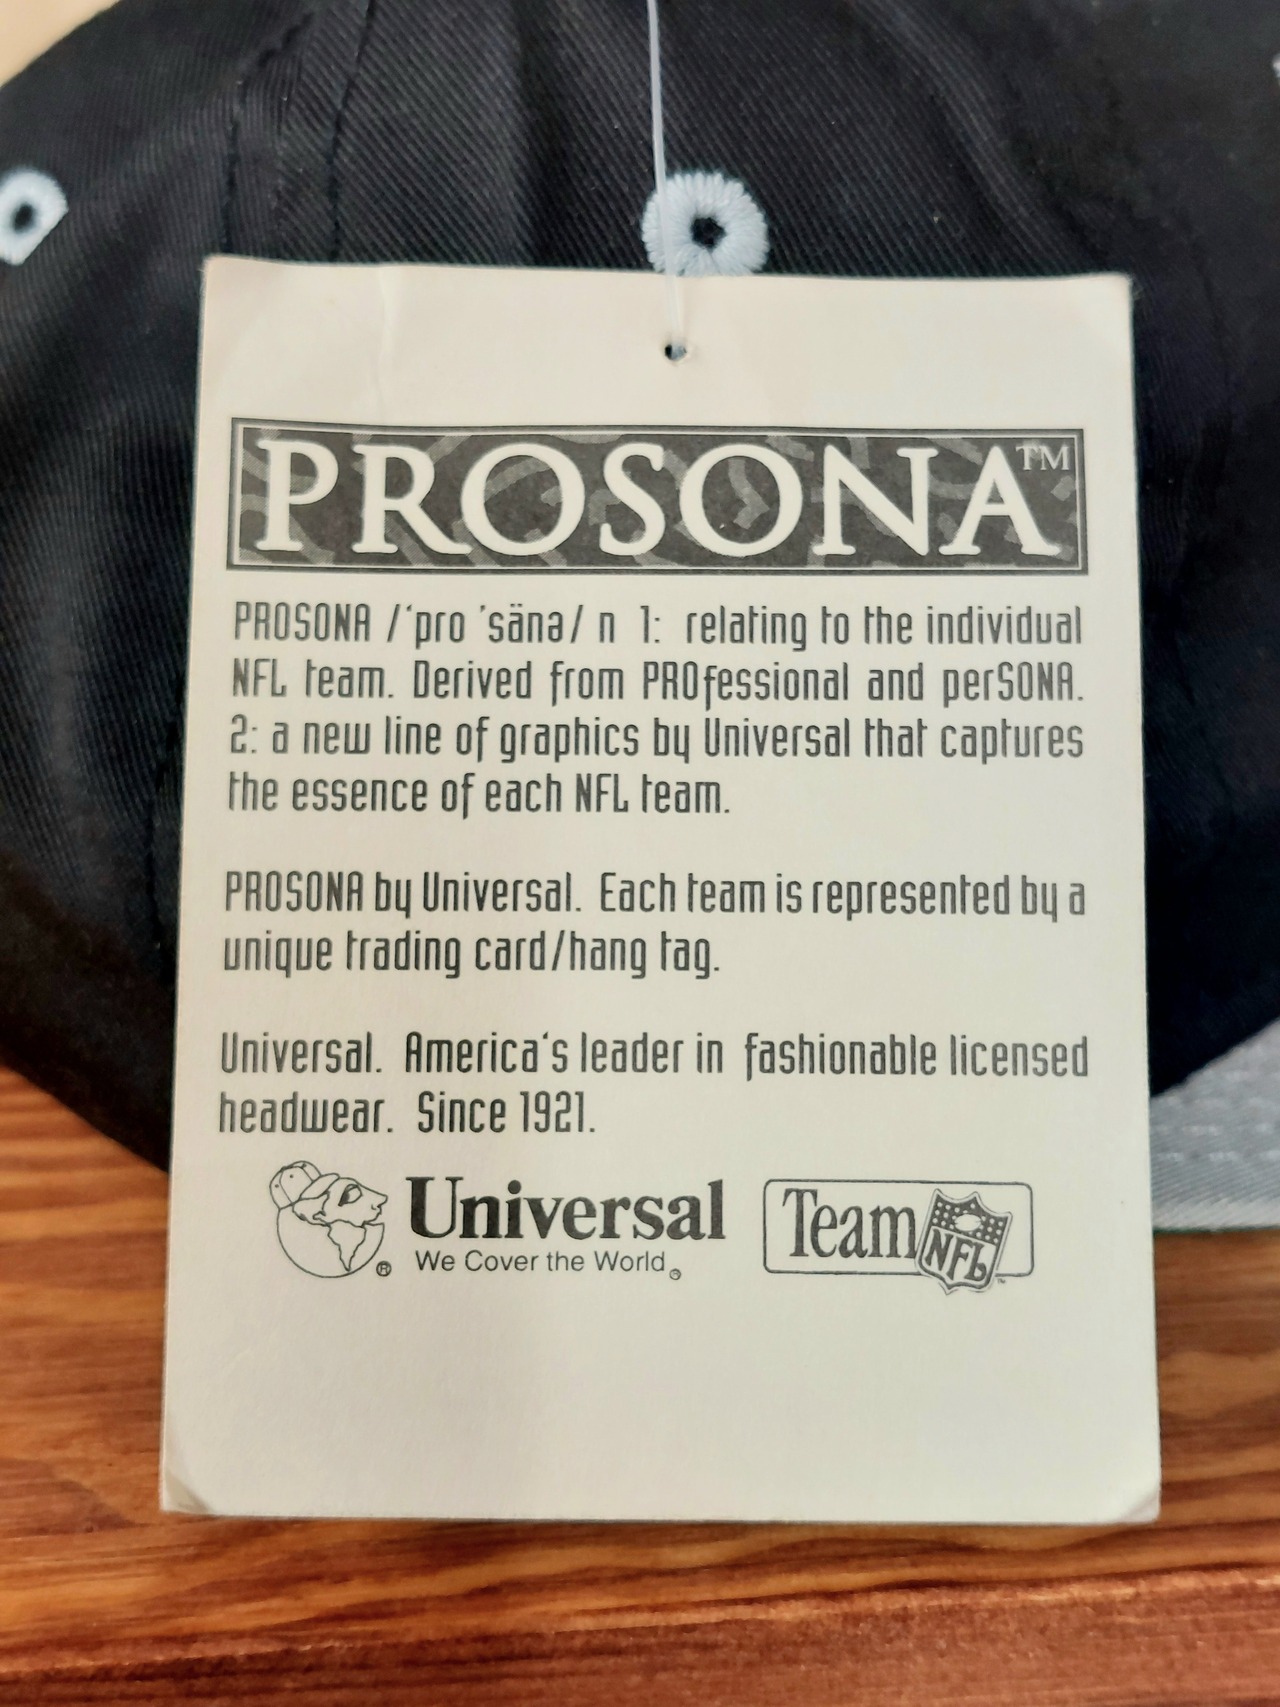 PROSONA™
PROSONA /'pro 'sänə/ n 1: relating to the individual
NFL team. Derived from PROfessional and perSONA.
2: a new line of graphics by Universal that captures
the essence of each NFL team.
PROSONA by Universal. Each team is represented by a
unique trading card/hang tag.
Universal. America's leader in fashionable licensed
headwear. Since 1921.
Universal
We Cover the World®
®
Team NFL™